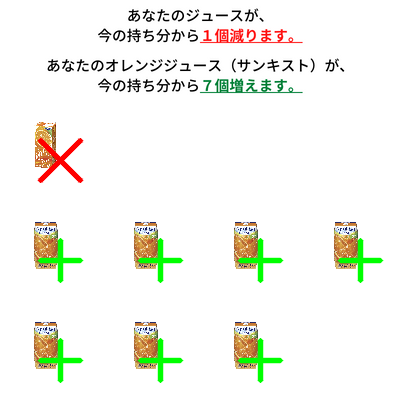 あなたのジュースが、
今の持ち分から１個減ります。
あなたのオレンジジュース（サンキスト）が、
今の持ち分から７個増えます。